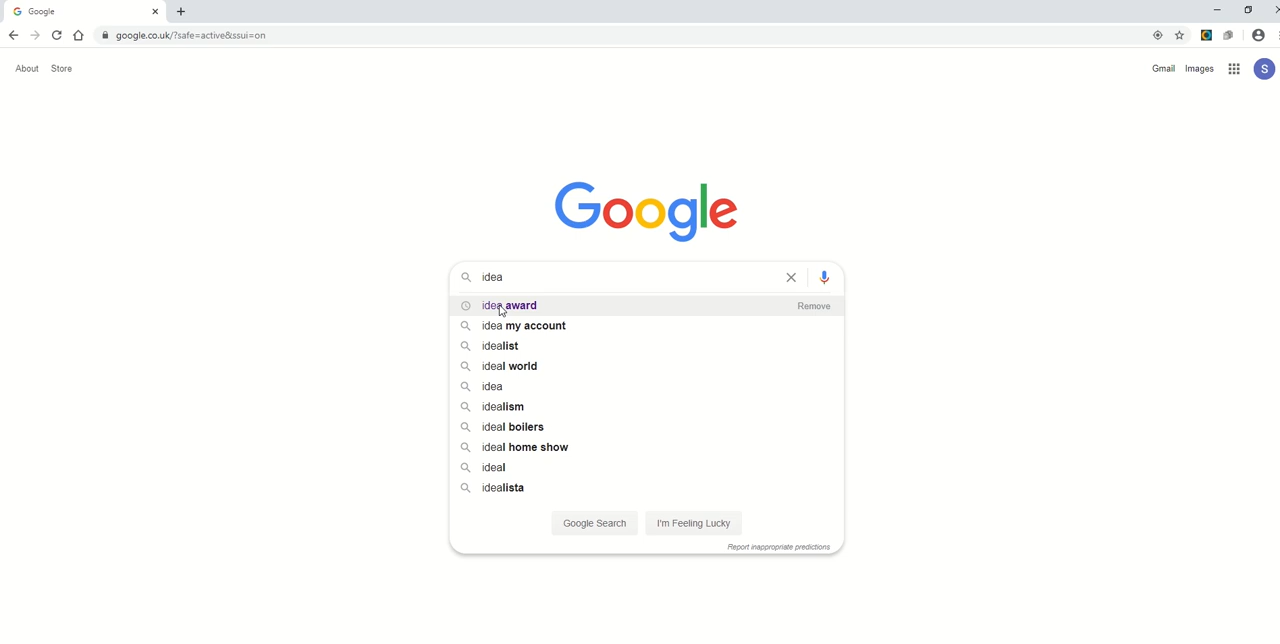 Google
google.co.uk/?safe=active&ssui=on
About Store
Gmail Images S
Google
idea
idea award Remove
idea my account
idealist
ideal world
idea
idealism
ideal boilers
ideal home show
ideal
idealista
Google Search I'm Feeling Lucky
Report inappropriate predictions